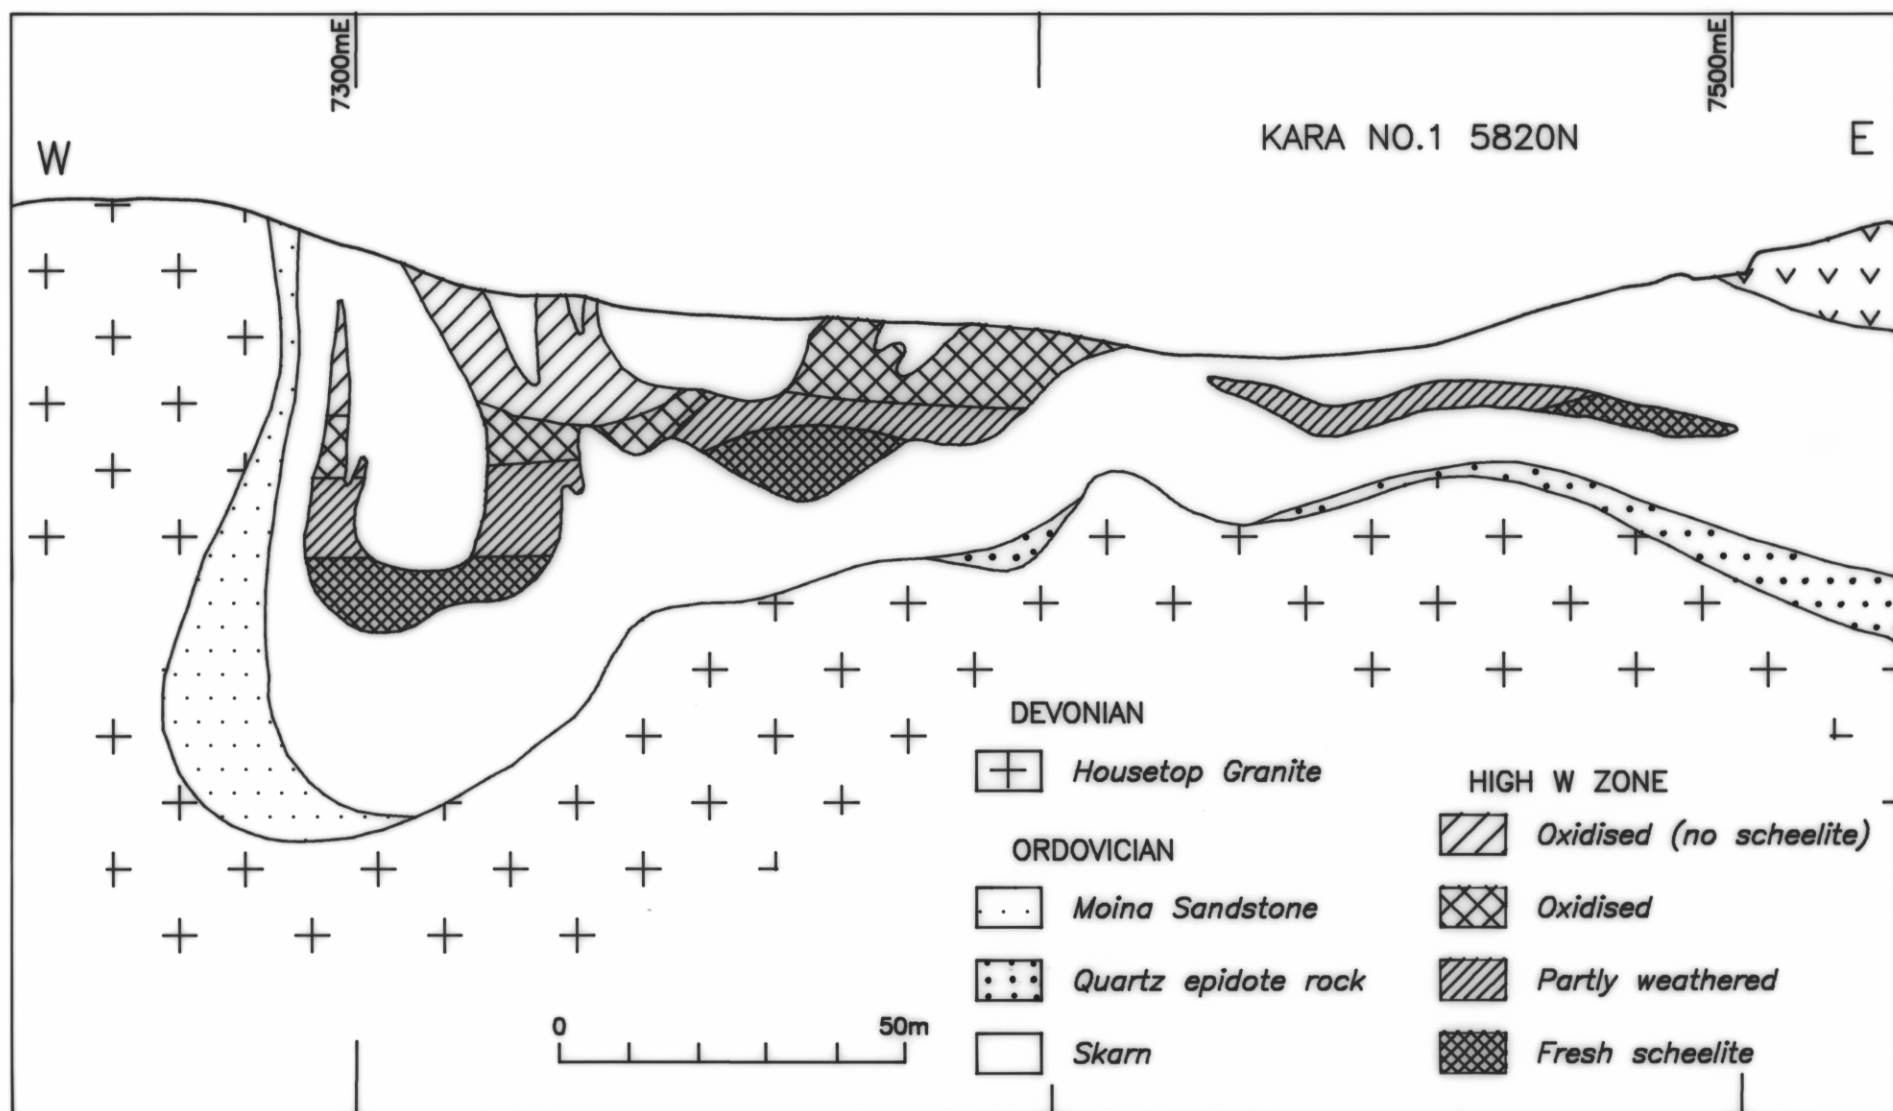 7300mE
7500mE
KARA NO.1 5820N
W
E
DEVONIAN
Housetop Granite
ORDOVICIAN
Moina Sandstone
Quartz epidote rock
Skarn
HIGH W ZONE
Oxidised (no scheelite)
Oxidised
Partly weathered
Fresh scheelite
0 50m